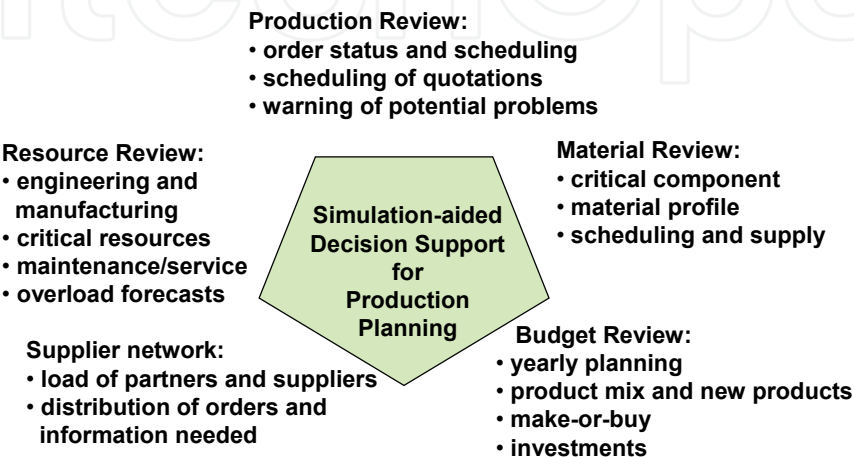 Production Review:
• order status and scheduling
• scheduling of quotations
• warning of potential problems
Resource Review:
• engineering and
manufacturing
• critical resources
• maintenance/service
• overload forecasts
Simulation-aided
Decision Support
for
Production
Planning
Material Review:
• critical component
• material profile
• scheduling and supply
Supplier network:
• load of partners and suppliers
• distribution of orders and
information needed
Budget Review:
• yearly planning
• product mix and new products
• make-or-buy
• investments